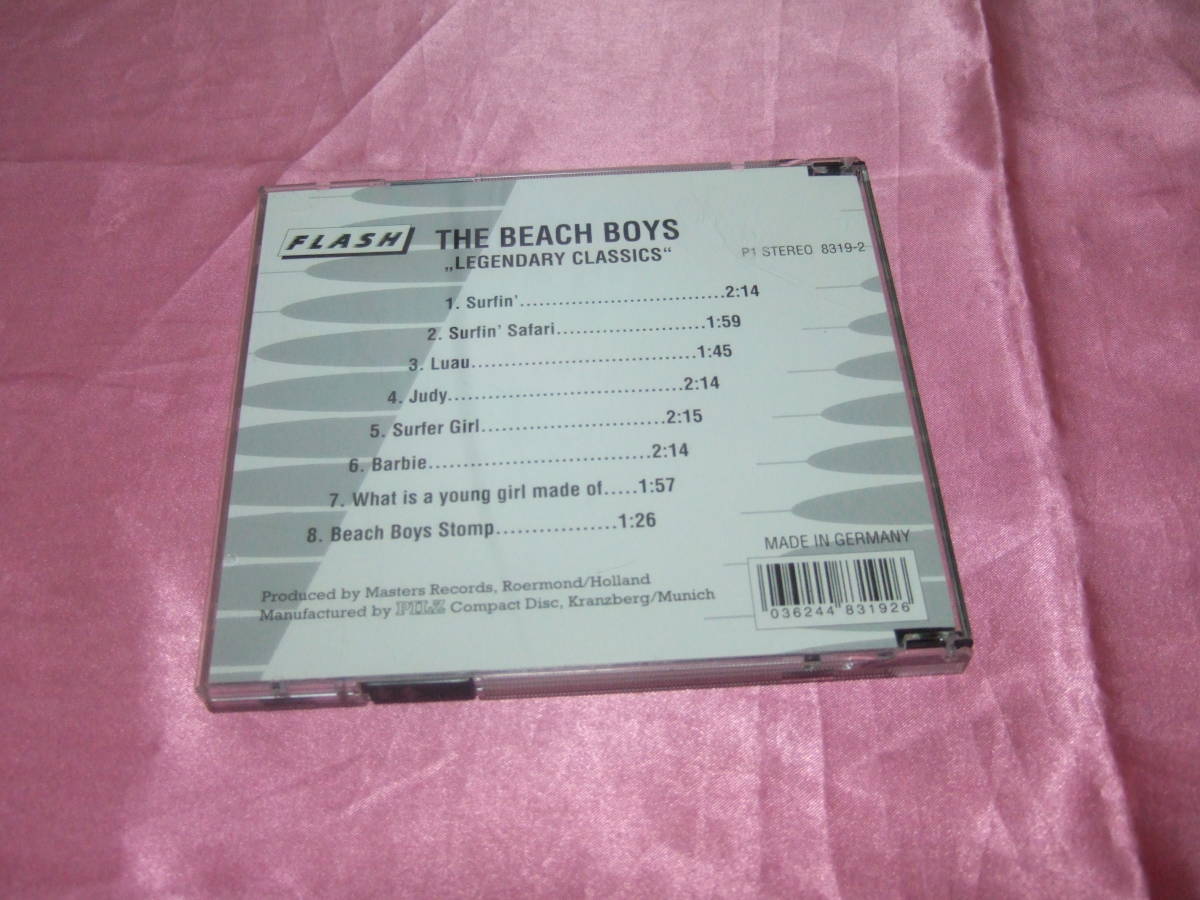 FLASH
THE BEACH BOYS
„LEGENDARY CLASSICS“
P1 STEREO 8319-2
1. Surfin’...............................2:14
2. Surfin’ Safari.......................1:59
3. Luau..................................1:45
4. Judy...................................2:14
5. Surfer Girl...........................2:15
6. Barbie................................2:14
7. What is a young girl made of.....1:57
8. Beach Boys Stomp.................1:26
MADE IN GERMANY
Produced by Masters Records, Roermond/Holland
Manufactured by PILZ Compact Disc, Kranzberg/Munich
036244 831926